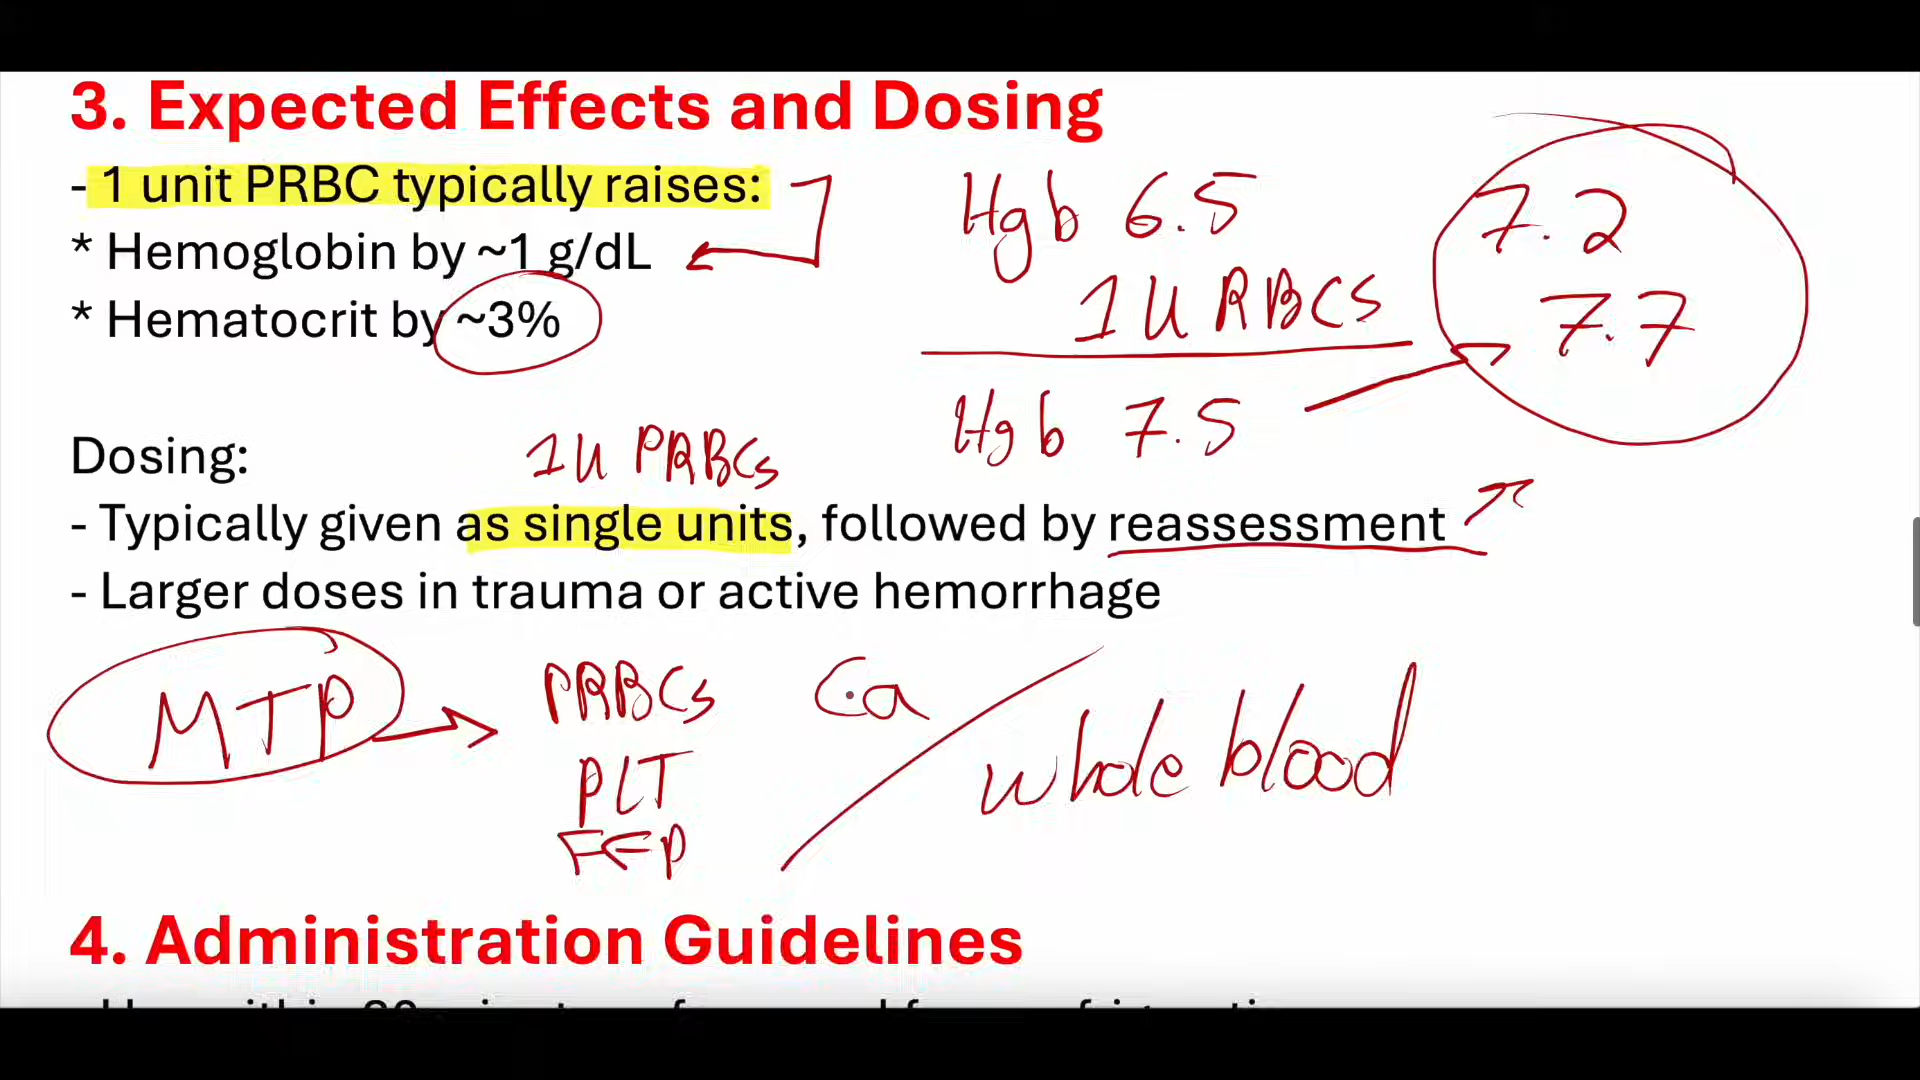 3. Expected Effects and Dosing
- 1 unit PRBC typically raises:
* Hemoglobin by ~1 g/dL
* Hematocrit by ~3%
Hgb 6.5
1U RBCs
Hgb 7.5
7.2
7.7
Dosing:
1U PRBCs
- Typically given as single units, followed by reassessment
- Larger doses in trauma or active hemorrhage
MTP
PRBCs
PLT
FFP
Ca
whole blood
4. Administration Guidelines